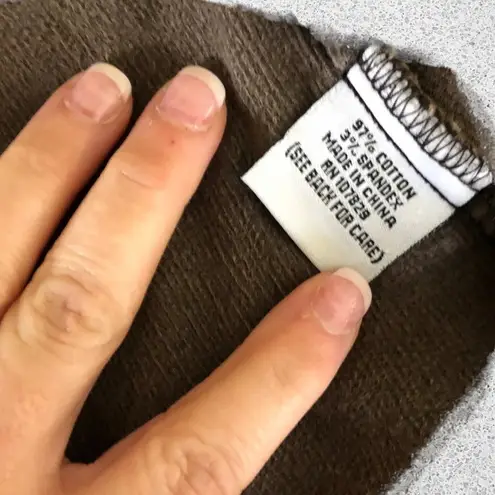 97% COTTON
3% SPANDEX
MADE IN CHINA
RN 101829
(SEE BACK FOR CARE)